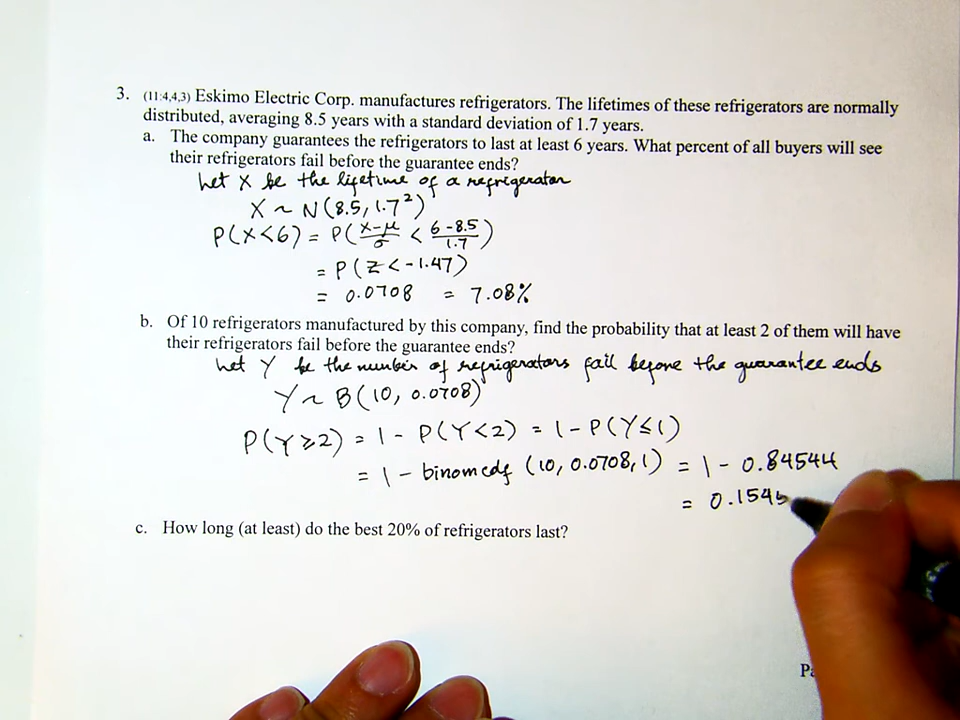 3. (11:4,4,3) Eskimo Electric Corp. manufactures refrigerators. The lifetimes of these refrigerators are normally
distributed, averaging 8.5 years with a standard deviation of 1.7 years.
a. The company guarantees the refrigerators to last at least 6 years. What percent of all buyers will see
their refrigerators fail before the guarantee ends?
Let X be the lifetime of a refrigerator
X ~ N(8.5, 1.7²)
P(X<6) = P((X-μ)/σ < (6-8.5)/1.7)
= P(Z<-1.47)
= 0.0708 = 7.08%
b. Of 10 refrigerators manufactured by this company, find the probability that at least 2 of them will have
their refrigerators fail before the guarantee ends?
Let Y be the number of refrigerators fail before the guarantee ends
Y ~ B(10, 0.0708)
P(Y≥2) = 1 - P(Y<2) = 1 - P(Y≤1)
= 1 - binomcdf (10, 0.0708, 1) = 1 - 0.84544
= 0.154
c. How long (at least) do the best 20% of refrigerators last?